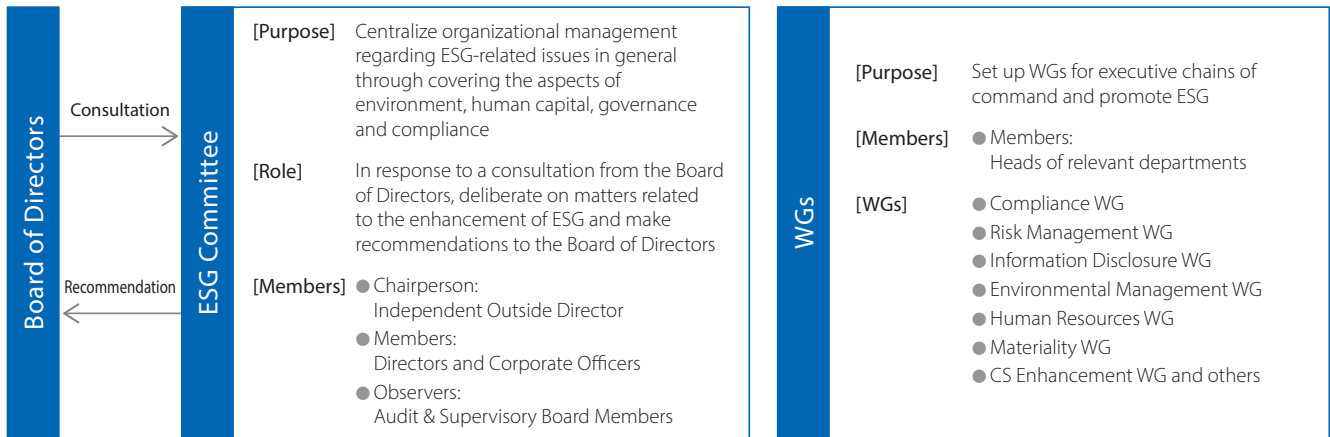 Board of Directors
Consultation
Recommendation
ESG Committee
[Purpose] Centralize organizational management
regarding ESG-related issues in general
through covering the aspects of
environment, human capital, governance
and compliance
[Role] In response to a consultation from the Board
of Directors, deliberate on matters related
to the enhancement of ESG and make
recommendations to the Board of Directors
[Members] ● Chairperson:
Independent Outside Director
● Members:
Directors and Corporate Officers
● Observers:
Audit & Supervisory Board Members
WGs
[Purpose] Set up WGs for executive chains of
command and promote ESG
[Members] ● Members:
Heads of relevant departments
[WGs] ● Compliance WG
● Risk Management WG
● Information Disclosure WG
● Environmental Management WG
● Human Resources WG
● Materiality WG
● CS Enhancement WG and others